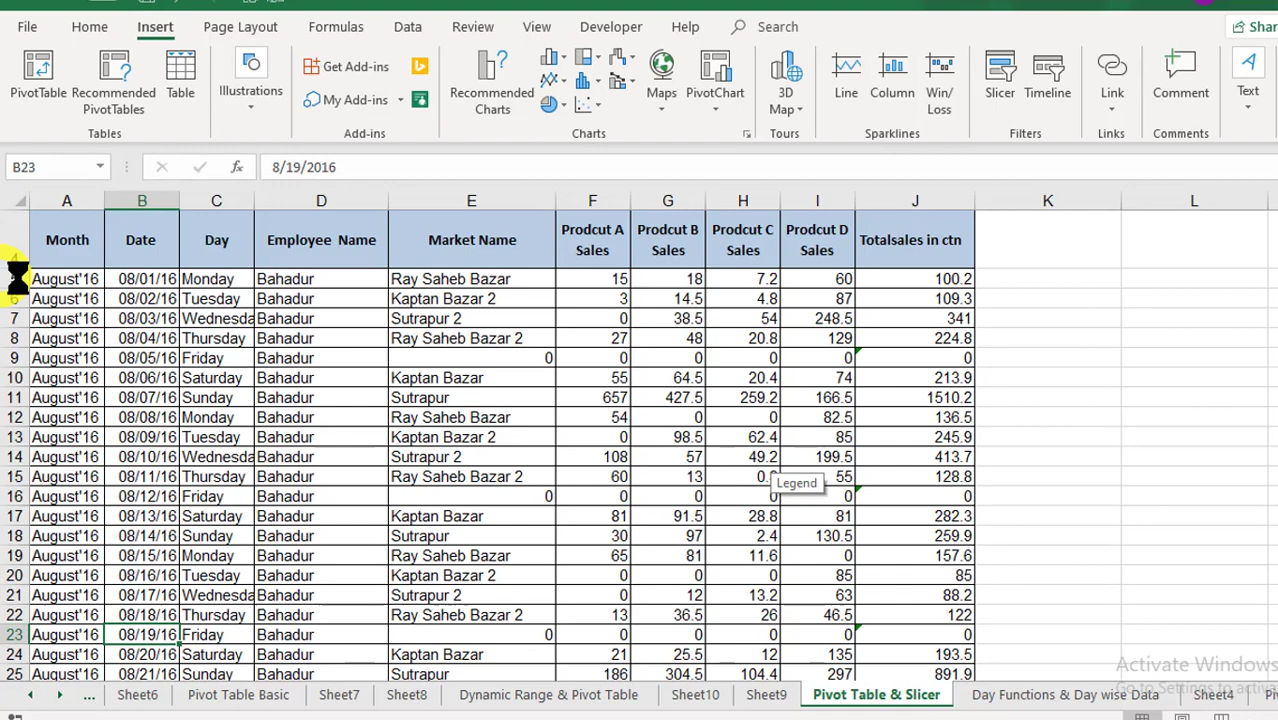 File Home Insert Page Layout Formulas Data Review View Developer Help Search Shar
PivotTable Recommended PivotTables Table Illustrations Get Add-ins My Add-ins Recommended Charts Maps PivotChart 3D Map Line Column Win/Loss Slicer Timeline Link Comment Text
Tables Add-ins Charts Tours Sparklines Filters Links Comments
B23 fx 8/19/2016
A B C D E F G H I J K L
Month Date Day Employee Name Market Name Prodcut A Sales Prodcut B Sales Prodcut C Sales Prodcut D Sales Totalsales in ctn
August'16 08/01/16 Monday Bahadur Ray Saheb Bazar 15 18 7.2 60 100.2
6 August'16 08/02/16 Tuesday Bahadur Kaptan Bazar 2 3 14.5 4.8 87 109.3
7 August'16 08/03/16 Wednesda Bahadur Sutrapur 2 0 38.5 54 248.5 341
8 August'16 08/04/16 Thursday Bahadur Ray Saheb Bazar 2 27 48 20.8 129 224.8
9 August'16 08/05/16 Friday Bahadur 0 0 0 0 0 0
10 August'16 08/06/16 Saturday Bahadur Kaptan Bazar 55 64.5 20.4 74 213.9
11 August'16 08/07/16 Sunday Bahadur Sutrapur 657 427.5 259.2 166.5 1510.2
12 August'16 08/08/16 Monday Bahadur Ray Saheb Bazar 54 0 0 82.5 136.5
13 August'16 08/09/16 Tuesday Bahadur Kaptan Bazar 2 0 98.5 62.4 85 245.9
14 August'16 08/10/16 Wednesda Bahadur Sutrapur 2 108 57 49.2 199.5 413.7
15 August'16 08/11/16 Thursday Bahadur Ray Saheb Bazar 2 60 13 55 128.8
Legend
16 August'16 08/12/16 Friday Bahadur 0 0 0 0 0 0
17 August'16 08/13/16 Saturday Bahadur Kaptan Bazar 81 91.5 28.8 81 282.3
18 August'16 08/14/16 Sunday Bahadur Sutrapur 30 97 2.4 130.5 259.9
19 August'16 08/15/16 Monday Bahadur Ray Saheb Bazar 65 81 11.6 0 157.6
20 August'16 08/16/16 Tuesday Bahadur Kaptan Bazar 2 0 0 0 85 85
21 August'16 08/17/16 Wednesda Bahadur Sutrapur 2 0 12 13.2 63 88.2
22 August'16 08/18/16 Thursday Bahadur Ray Saheb Bazar 2 13 36.5 26 46.5 122
23 August'16 08/19/16 Friday Bahadur 0 0 0 0 0 0
24 August'16 08/20/16 Saturday Bahadur Kaptan Bazar 21 25.5 12 135 193.5
25 August'16 08/21/16 Sunday Bahadur Sutrapur 186 304.5 104.4 297 891.9
Activate Windows
Go to Settings to activate
... Sheet6 Pivot Table Basic Sheet7 Sheet8 Dynamic Range & Pivot Table Sheet10 Sheet9 Pivot Table & Slicer Day Functions & Day wise Data Sheet4